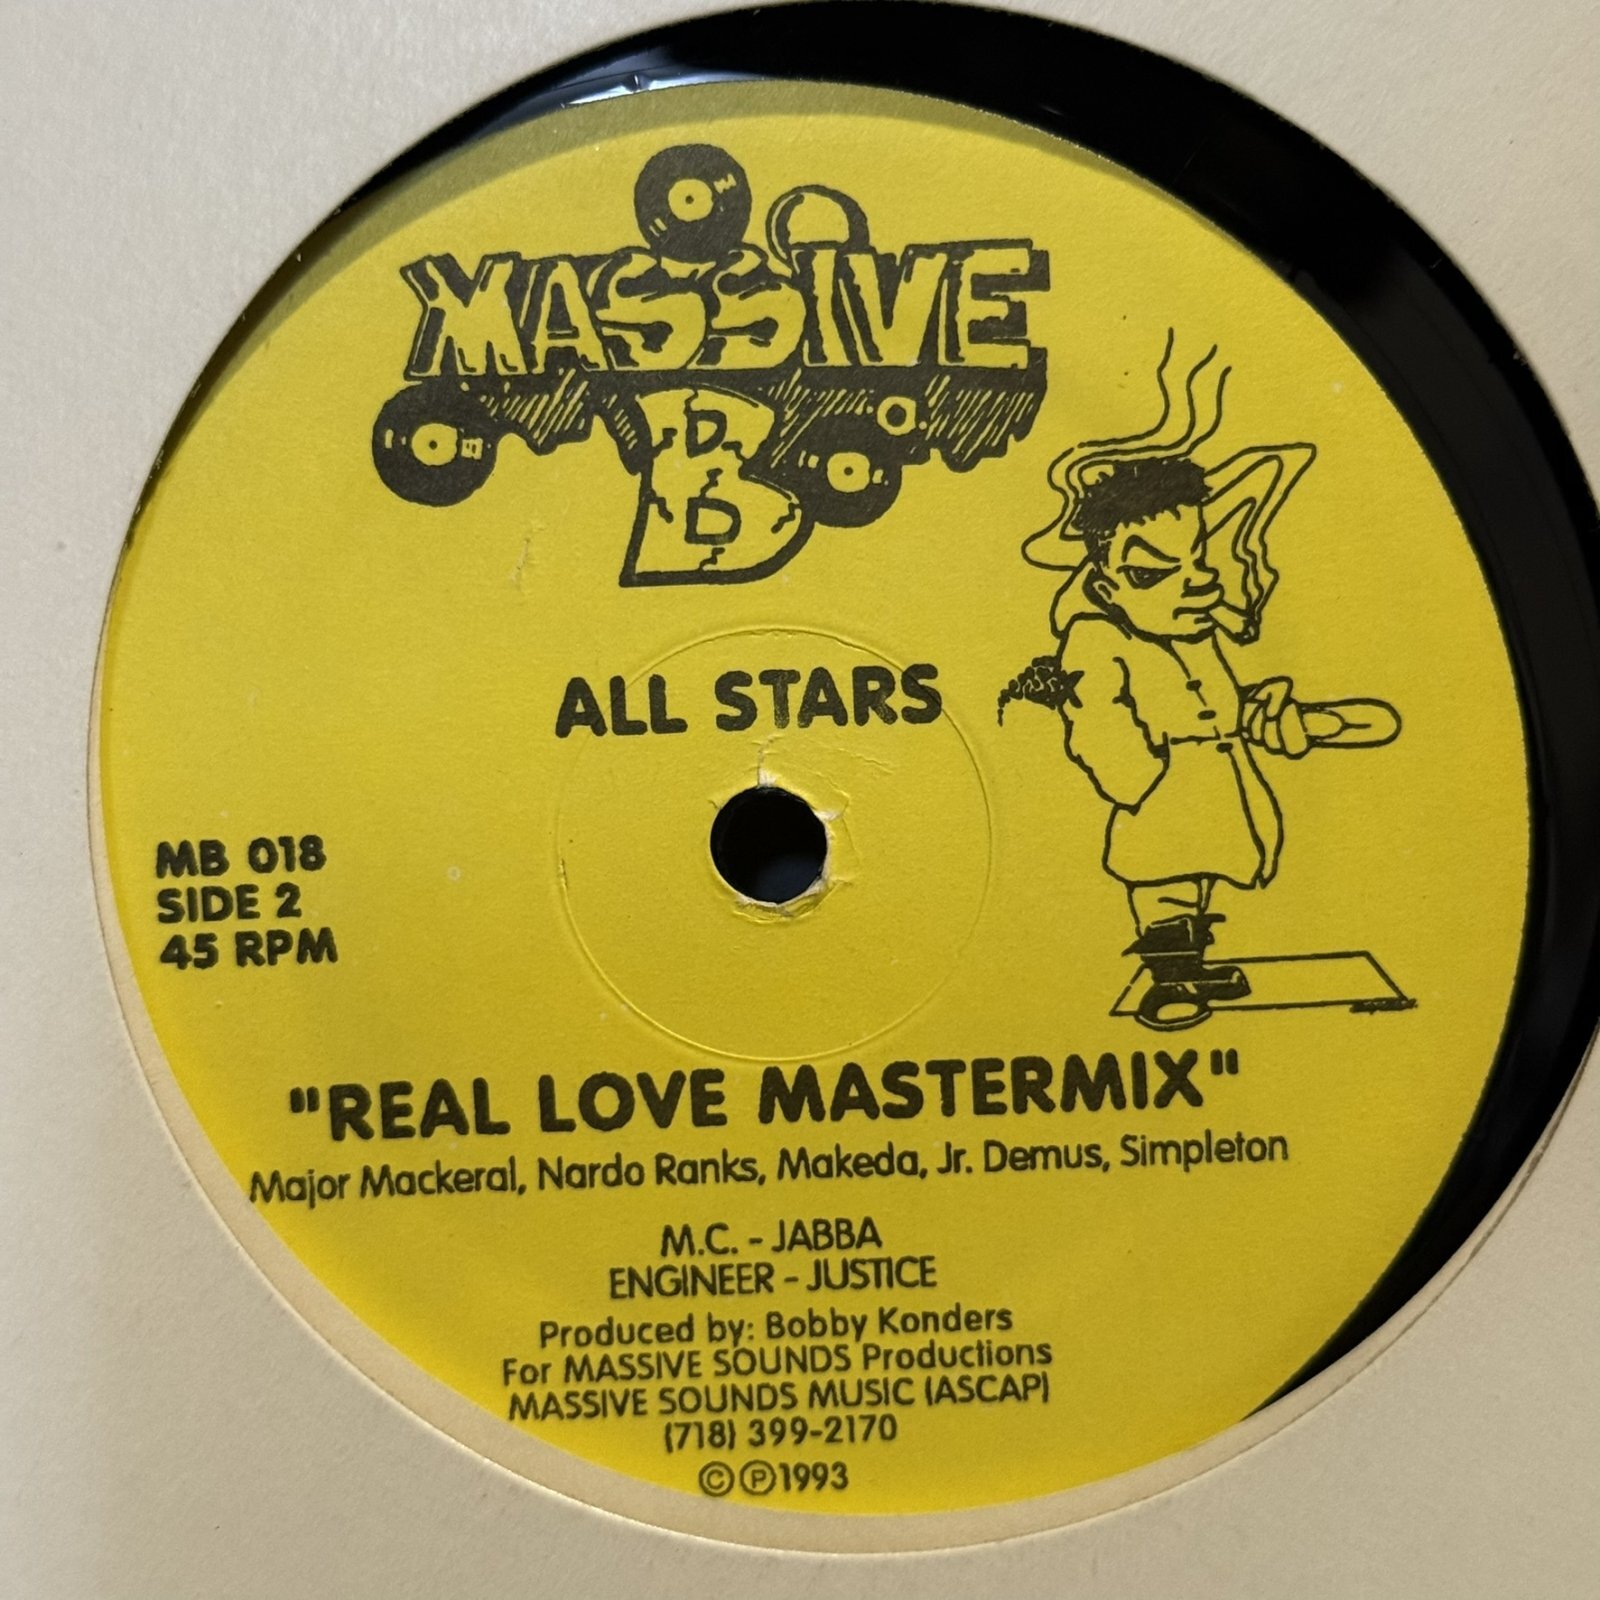 MASSIVE
B
ALL STARS
MB 018
SIDE 2
45 RPM
"REAL LOVE MASTERMIX"
Major Mackeral, Nardo Ranks, Makeda, Jr. Demus, Simpleton
M.C. - JABBA
ENGINEER - JUSTICE
Produced by: Bobby Konders
For MASSIVE SOUNDS Productions
MASSIVE SOUNDS MUSIC (ASCAP)
(718) 399-2170
©℗1993